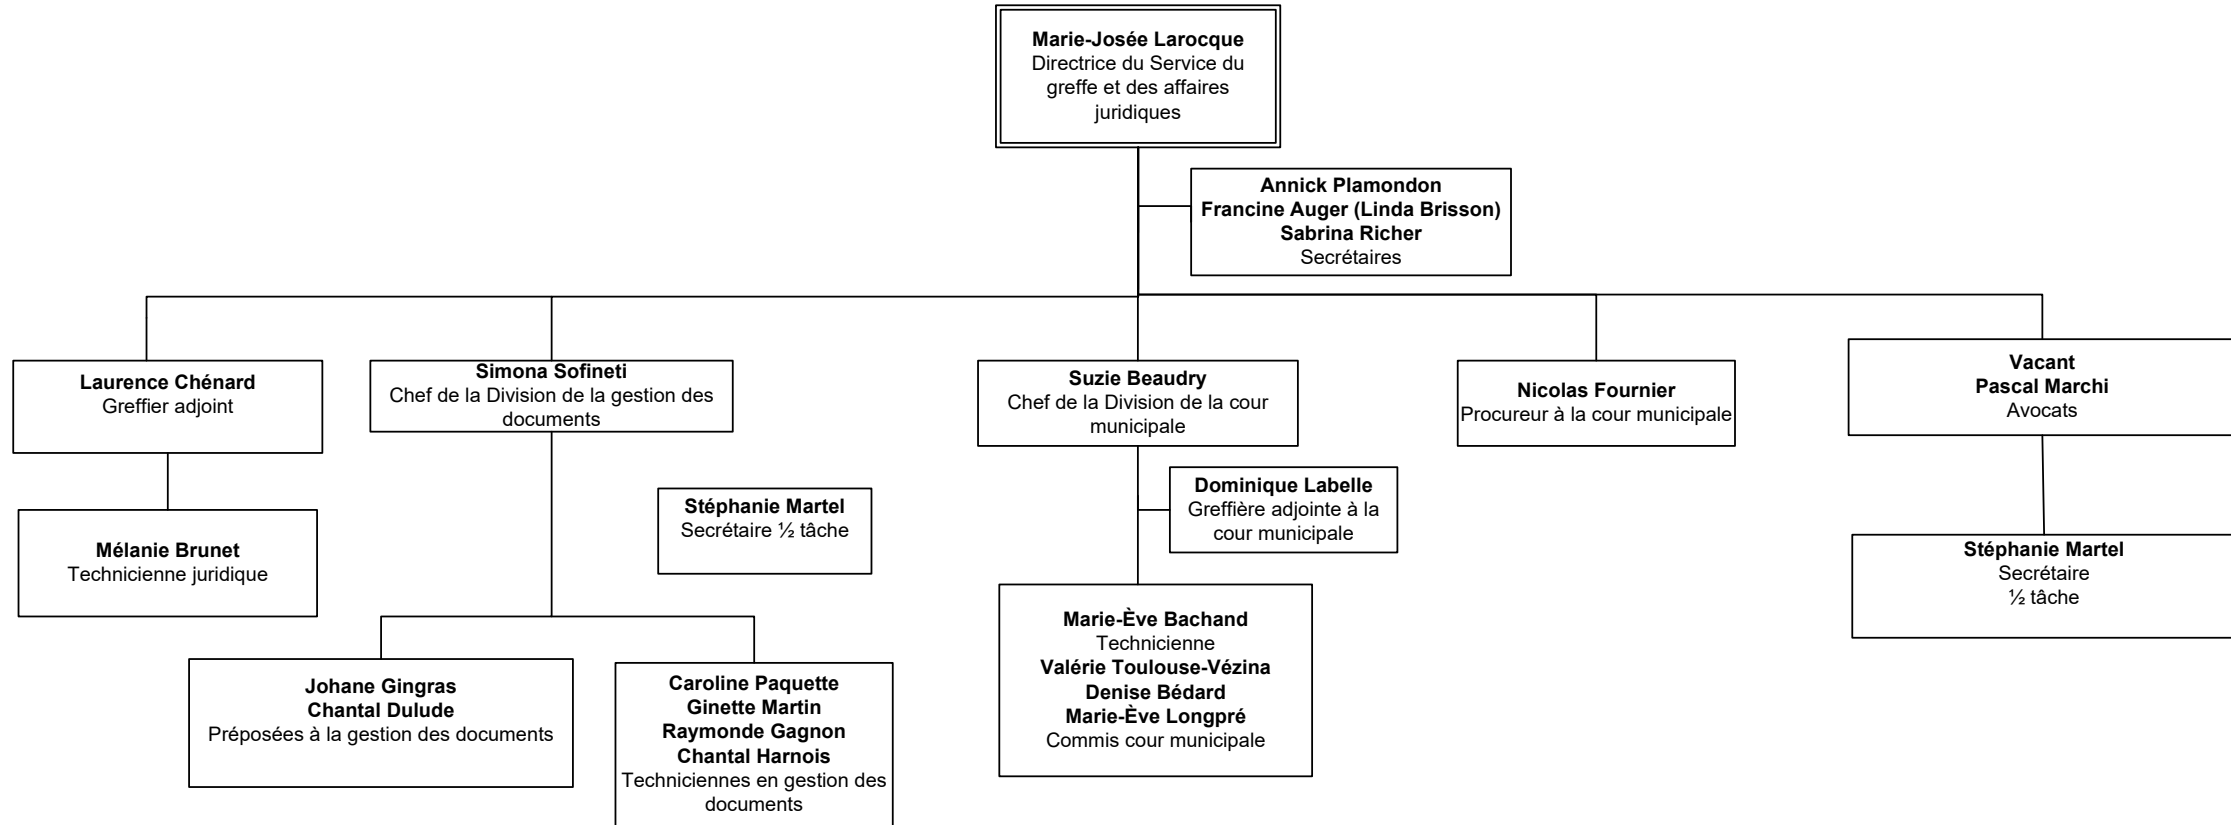 Marie-Josée Larocque
Directrice du Service du
greffe et des affaires
juridiques
Annick Plamondon
Francine Auger (Linda Brisson)
Sabrina Richer
Secrétaires
Laurence Chénard
Greffier adjoint
Simona Sofineti
Chef de la Division de la gestion des
documents
Suzie Beaudry
Chef de la Division de la cour
municipale
Nicolas Fournier
Procureur à la cour municipale
Vacant
Pascal Marchi
Avocats
Mélanie Brunet
Technicienne juridique
Stéphanie Martel
Secrétaire ½ tâche
Dominique Labelle
Greffière adjointe à la
cour municipale
Stéphanie Martel
Secrétaire
½ tâche
Johane Gingras
Chantal Dulude
Préposées à la gestion des documents
Caroline Paquette
Ginette Martin
Raymonde Gagnon
Chantal Harnois
Techniciennes en gestion des
documents
Marie-Ève Bachand
Technicienne
Valérie Toulouse-Vézina
Denise Bédard
Marie-Ève Longpré
Commis cour municipale